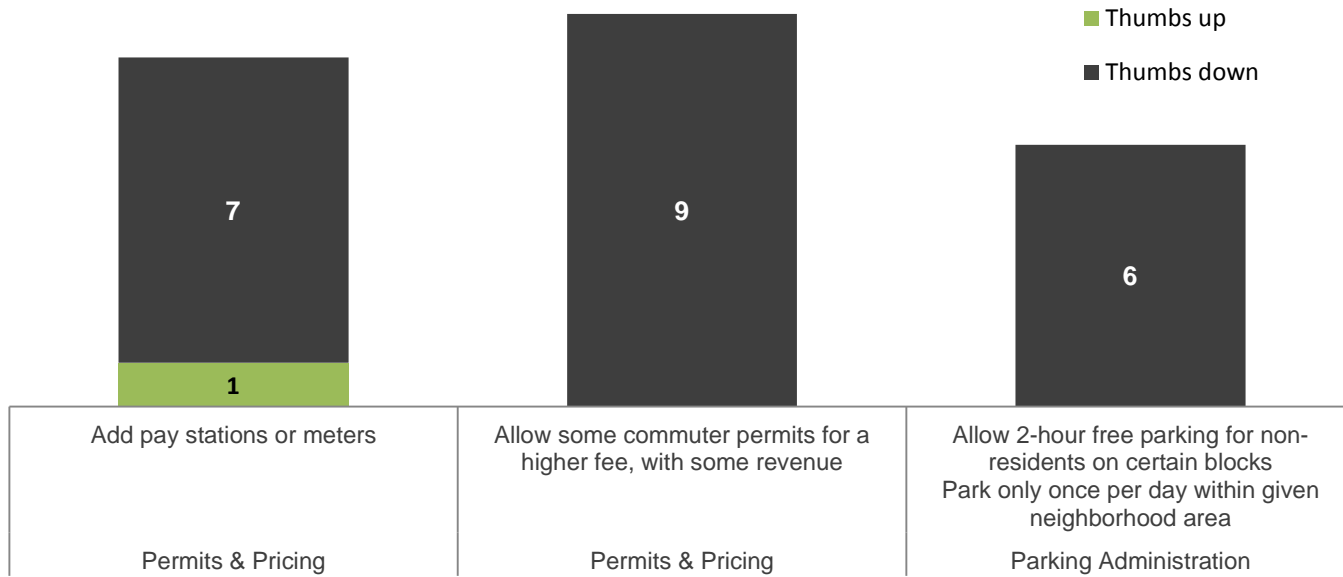 Thumbs up
Thumbs down
7
9
6
1
Add pay stations or meters
Allow some commuter permits for a
higher fee, with some revenue
Allow 2-hour free parking for non-
residents on certain blocks
Park only once per day within given
neighborhood area
Permits & Pricing
Permits & Pricing
Parking Administration